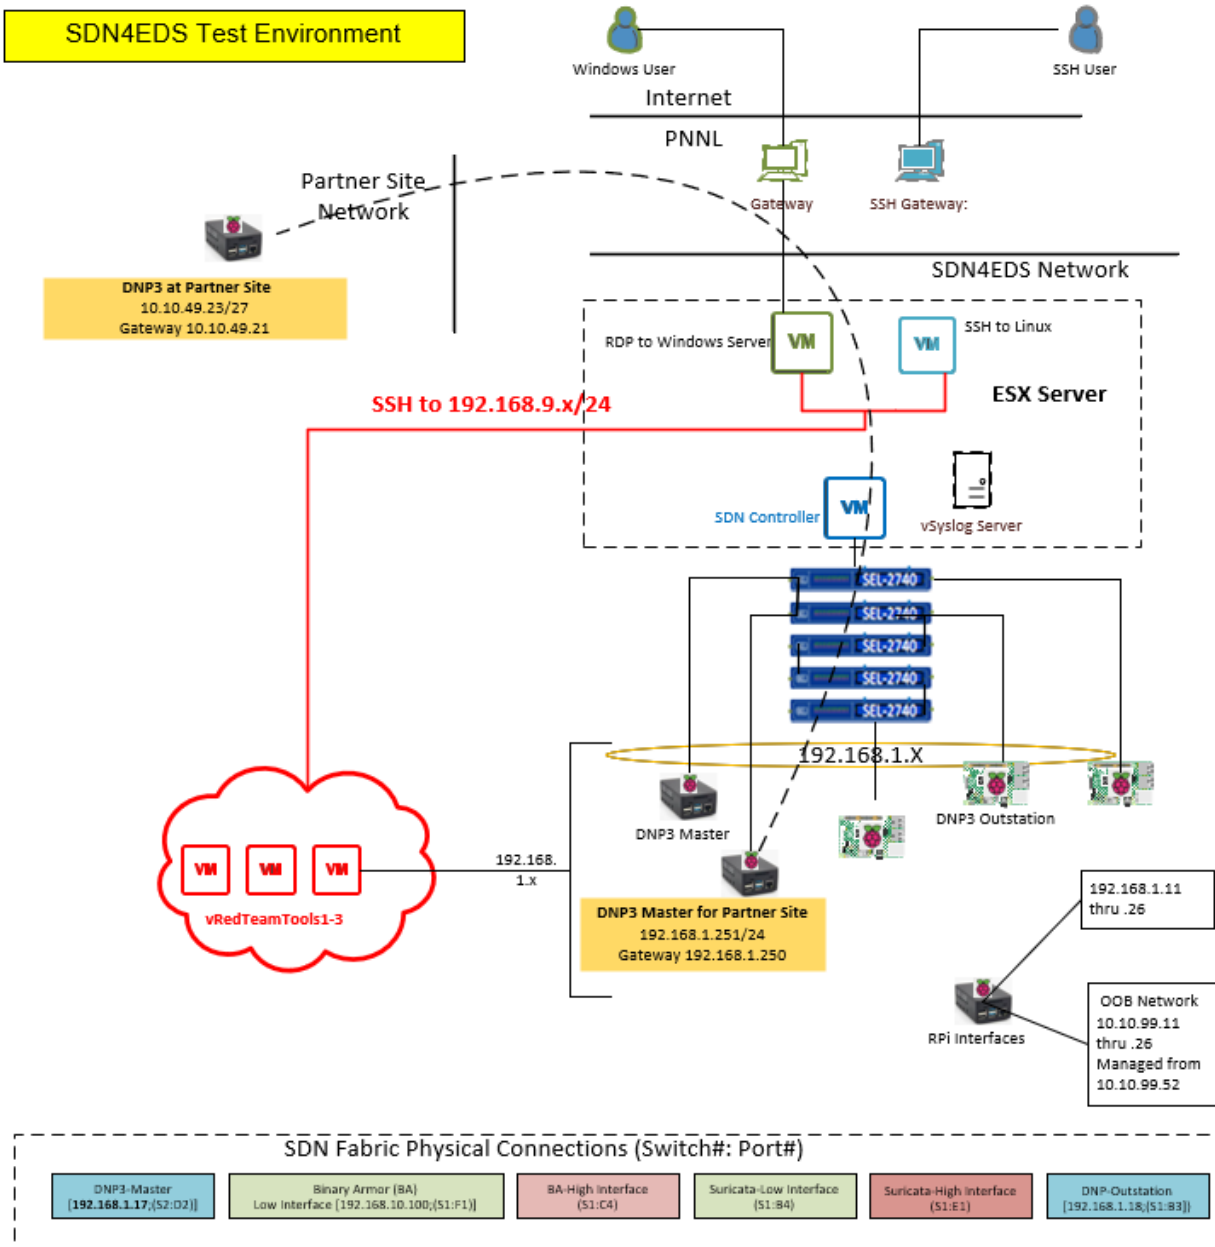 SDN4EDS Test Environment
Windows User
SSH User
Internet
PNNL
Gateway
SSH Gateway:
Partner Site
Network
SDN4EDS Network
DNP3 at Partner Site
10.10.49.23/27
Gateway 10.10.49.21
RDP to Windows Server
VM
VM
SSH to Linux
ESX Server
SSH to 192.168.9.x/24
SDN Controller
VM
vSyslog Server
SEL-2740
SEL-2740
SEL-2740
SEL-2740
SEL-2740
192.168.1.X
DNP3 Master
DNP3 Outstation
VM
VM
VM
vRedTeamTools1-3
192.168.
1.x
DNP3 Master for Partner Site
192.168.1.251/24
Gateway 192.168.1.250
192.168.1.11
thru .26
RPi Interfaces
OOB Network
10.10.99.11
thru .26
Managed from
10.10.99.52
SDN Fabric Physical Connections (Switch#: Port#)
DNP3-Master
[192.168.1.17;(S2:D2)]
Binary Armor (BA)
Low Interface [192.168.10.100;(S1:F1)]
BA-High Interface
(S1:C4)
Suricata-Low Interface
(S1:B4)
Suricata-High Interface
(S1:E1)
DNP-Outstation
[192.168.1.18;(S1:B3])